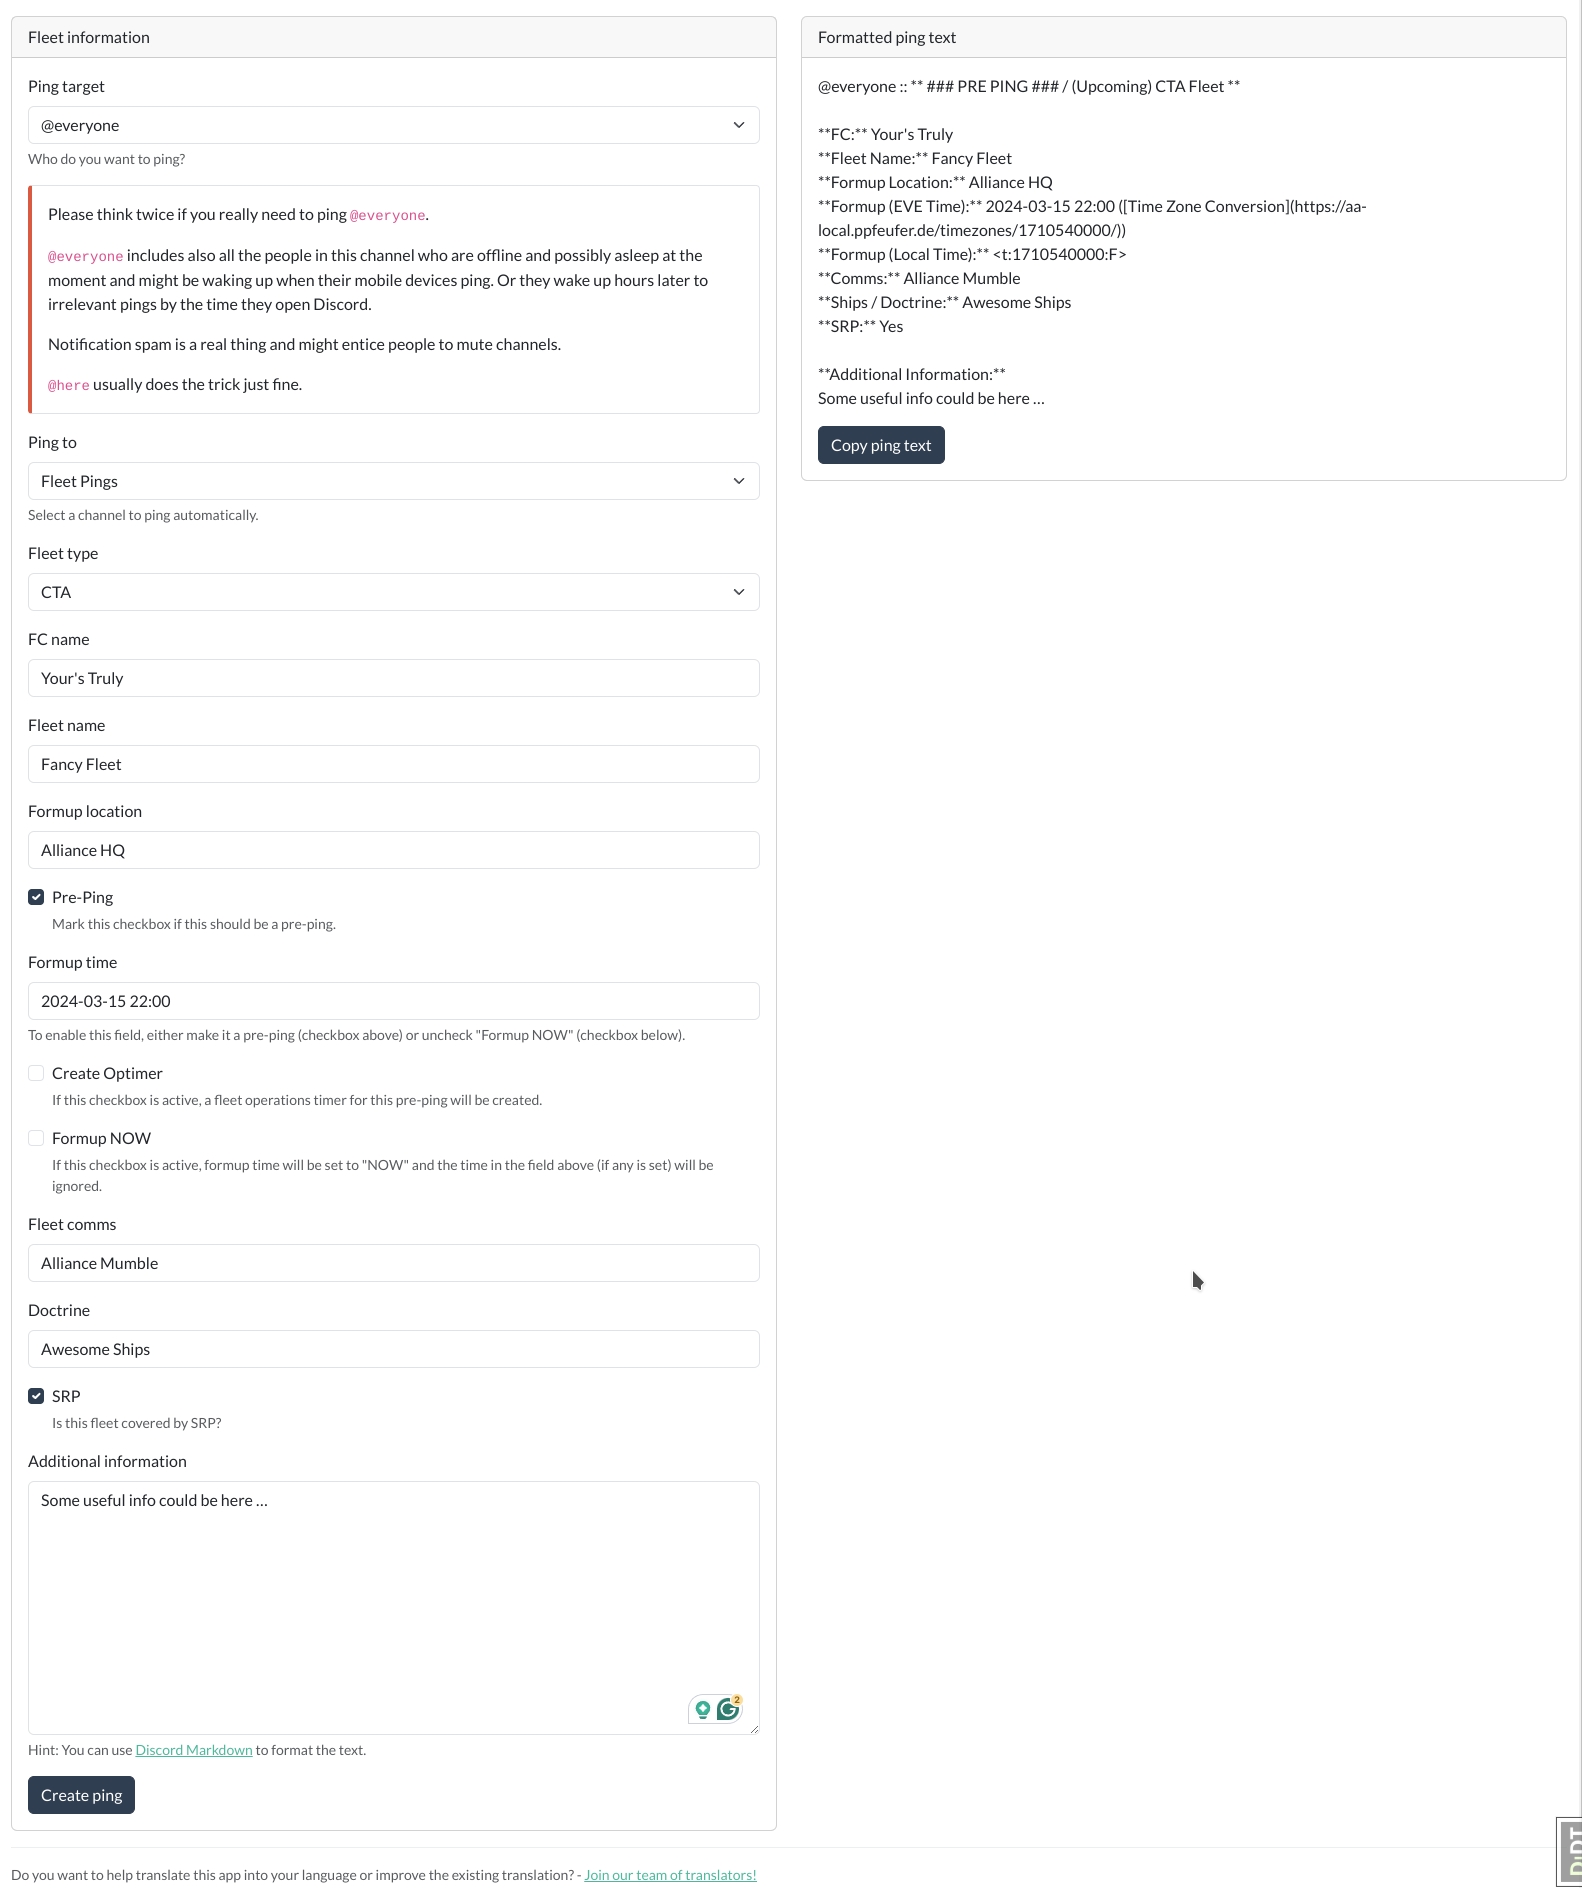 Fleet information
Ping target
@everyone
Who do you want to ping?
Please think twice if you really need to ping @everyone.
@everyone includes also all the people in this channel who are offline and possibly asleep at the
moment and might be waking up when their mobile devices ping. Or they wake up hours later to
irrelevant pings by the time they open Discord.
Notification spam is a real thing and might entice people to mute channels.
@here usually does the trick just fine.
Ping to
Fleet Pings
Select a channel to ping automatically.
Fleet type
CTA
FC name
Your's Truly
Fleet name
Fancy Fleet
Formup location
Alliance HQ
Pre-Ping
Mark this checkbox if this should be a pre-ping.
Formup time
2024-03-15 22:00
To enable this field, either make it a pre-ping (checkbox above) or uncheck "Formup NOW" (checkbox below).
Create Optimer
If this checkbox is active, a fleet operations timer for this pre-ping will be created.
Formup NOW
If this checkbox is active, formup time will be set to "NOW" and the time in the field above (if any is set) will be
ignored.
Fleet comms
Alliance Mumble
Doctrine
Awesome Ships
SRP
Is this fleet covered by SRP?
Additional information
Some useful info could be here ...
2
Hint: You can use Discord Markdown to format the text.
Create ping
Formatted ping text
@everyone :: ** ### PRE PING ### / (Upcoming) CTA Fleet **
**FC:** Your's Truly
**Fleet Name:** Fancy Fleet
**Formup Location:** Alliance HQ
**Formup (EVE Time):** 2024-03-15 22:00 ([Time Zone Conversion](https://aa-
local.ppfeufer.de/timezones/1710540000/))
**Formup (Local Time):** <t:1710540000:F>
**Comms:** Alliance Mumble
**Ships / Doctrine:** Awesome Ships
**SRP:** Yes
**Additional Information:**
Some useful info could be here ...
Copy ping text
Do you want to help translate this app into your language or improve the existing translation? - Join our team of translators!
DjDT